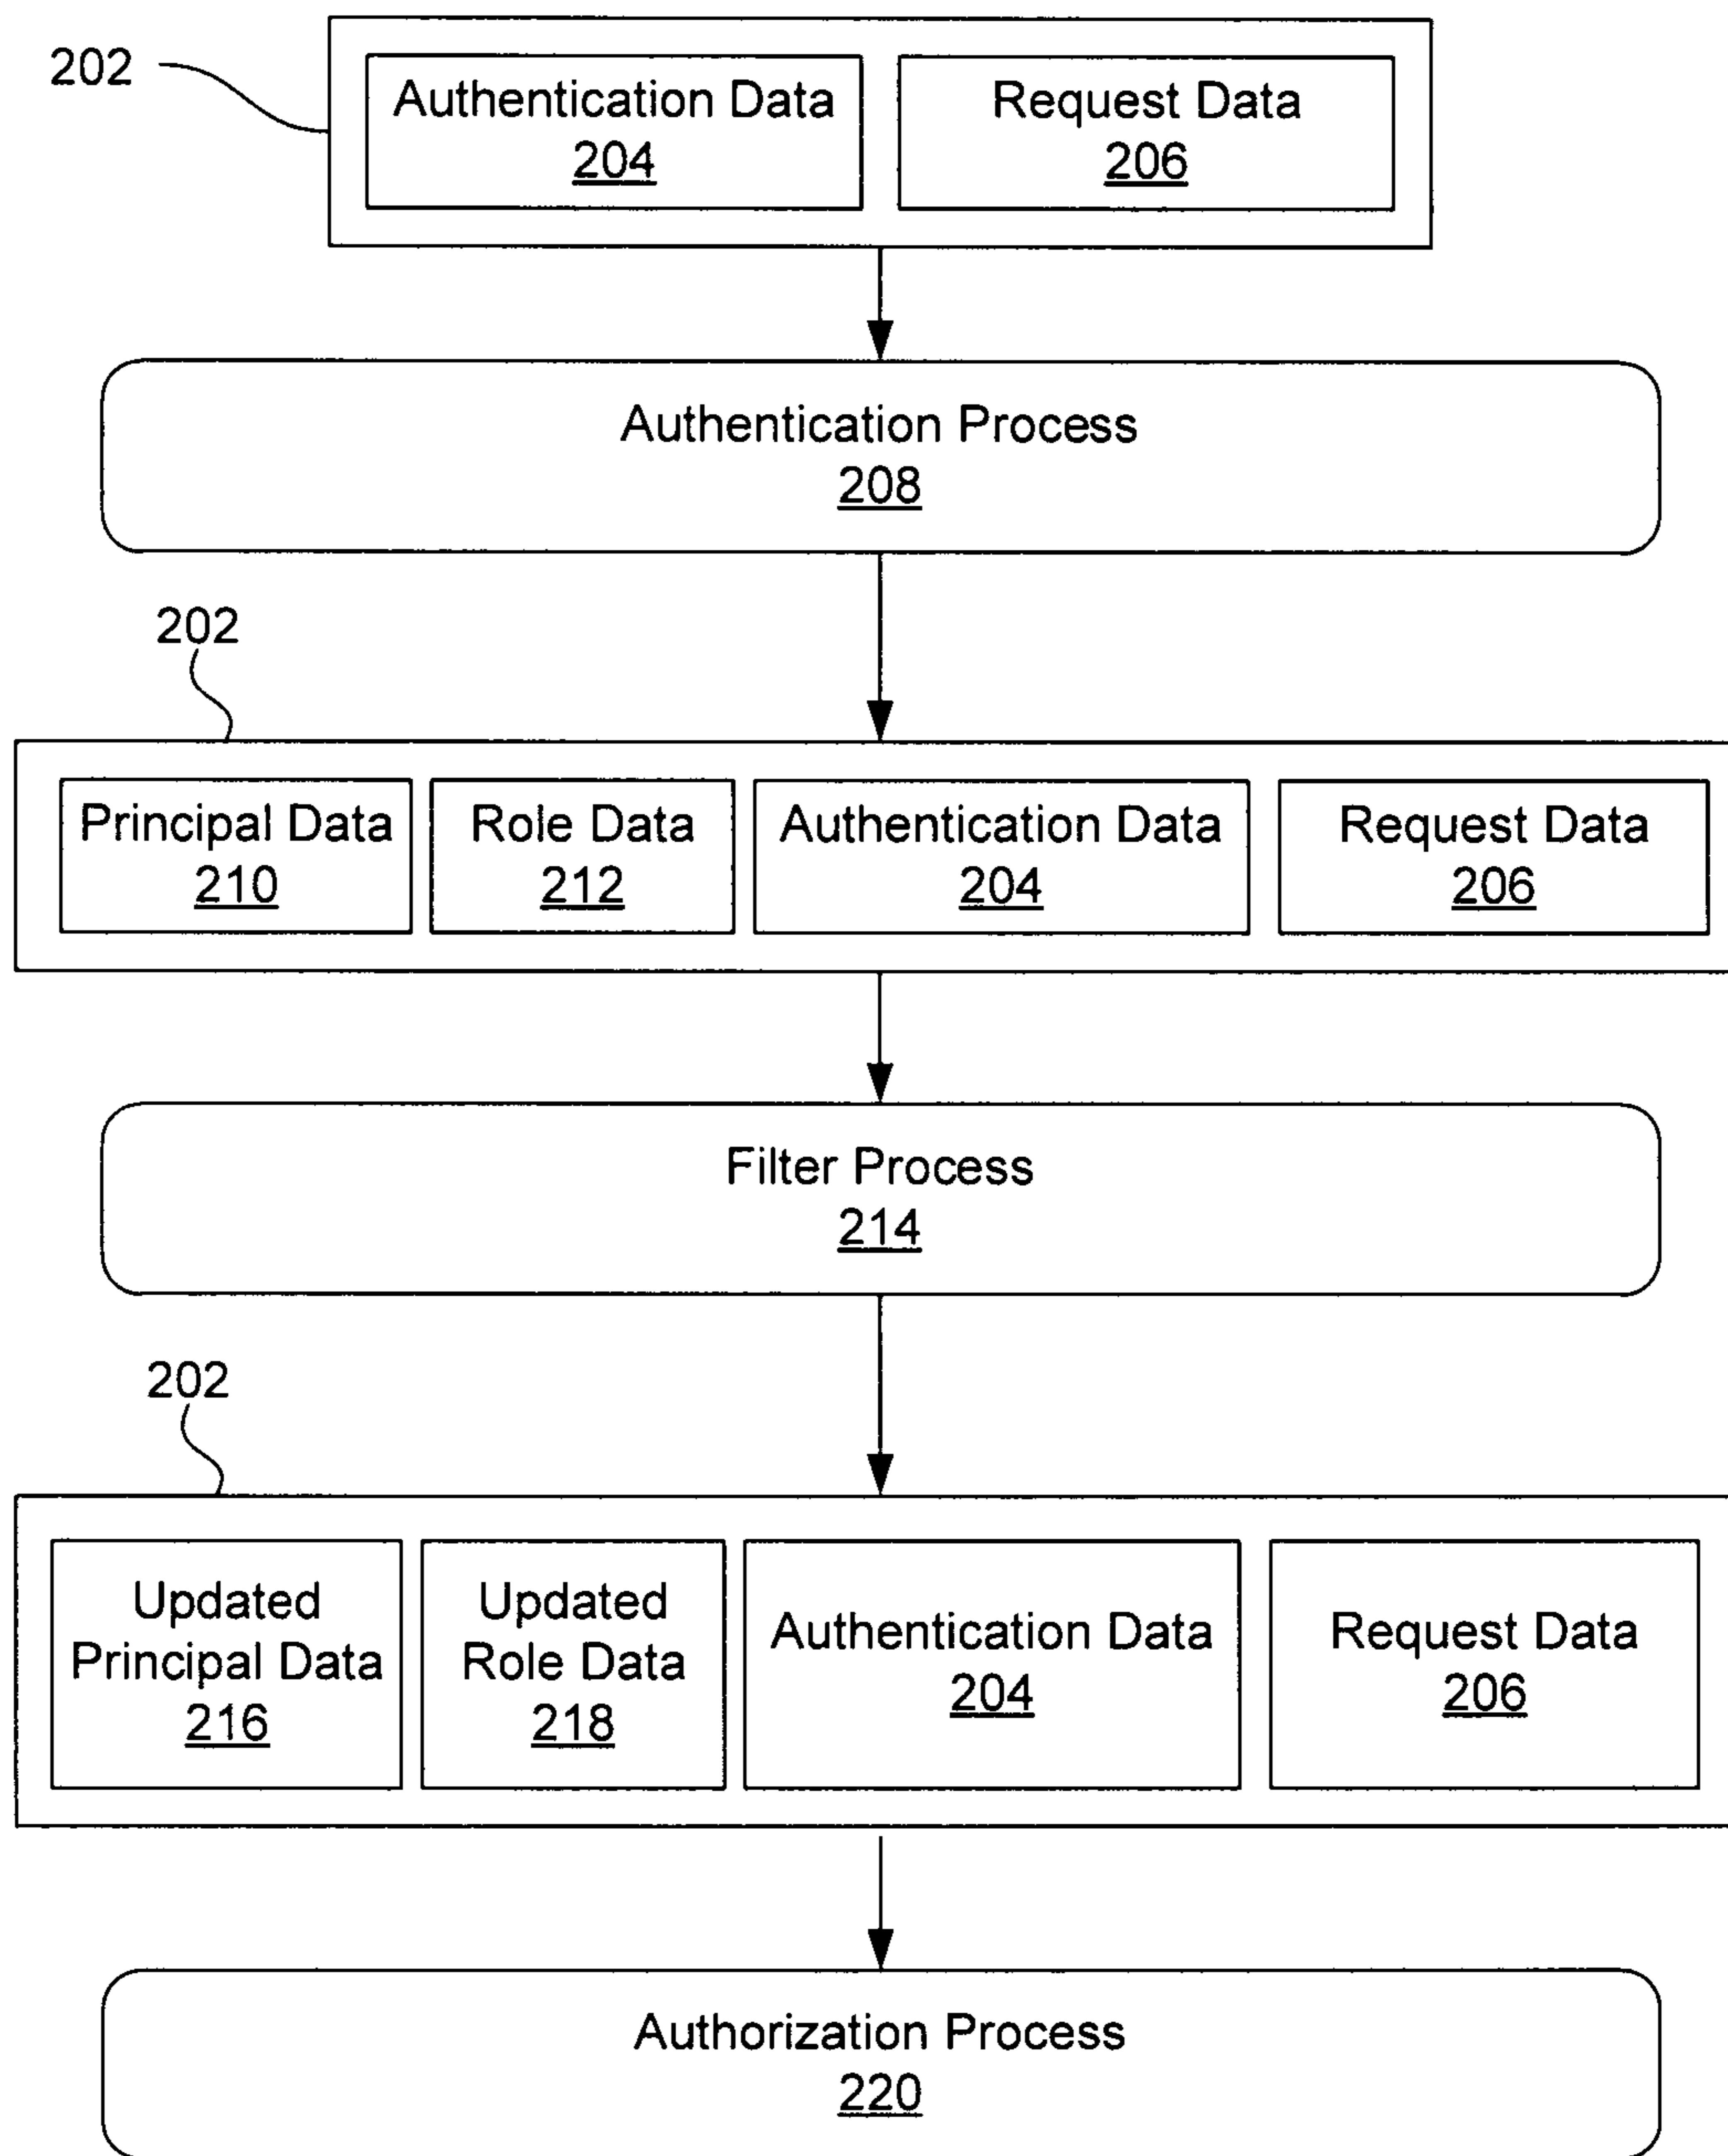 202
Authentication Data
204
Request Data
206
Authentication Process
208
202
Principal Data
210
Role Data
212
Authentication Data
204
Request Data
206
Filter Process
214
202
Updated
Principal Data
216
Updated
Role Data
218
Authentication Data
204
Request Data
206
Authorization Process
220